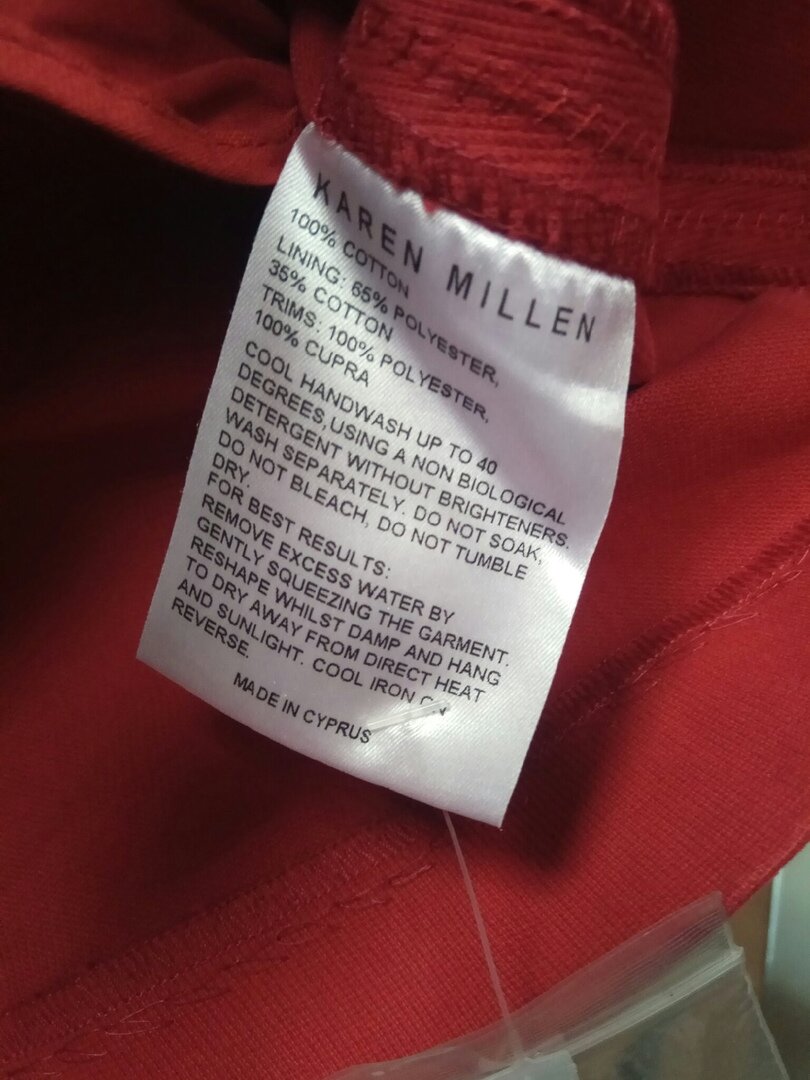 KAREN MILLEN
100% COTTON
LINING: 65% POLYESTER,
35% COTTON
TRIMS: 100% POLYESTER,
100% CUPRA
COOL HANDWASH UP TO 40
DEGREES,USING A NON BIOLOGICAL
DETERGENT WITHOUT BRIGHTENERS.
WASH SEPARATELY. DO NOT SOAK,
DO NOT BLEACH, DO NOT TUMBLE
DRY.
FOR BEST RESULTS:
REMOVE EXCESS WATER BY
GENTLY SQUEEZING THE GARMENT.
RESHAPE WHILST DAMP AND HANG
TO DRY AWAY FROM DIRECT HEAT
AND SUNLIGHT. COOL IRON
REVERSE.
MADE IN CYPRUS